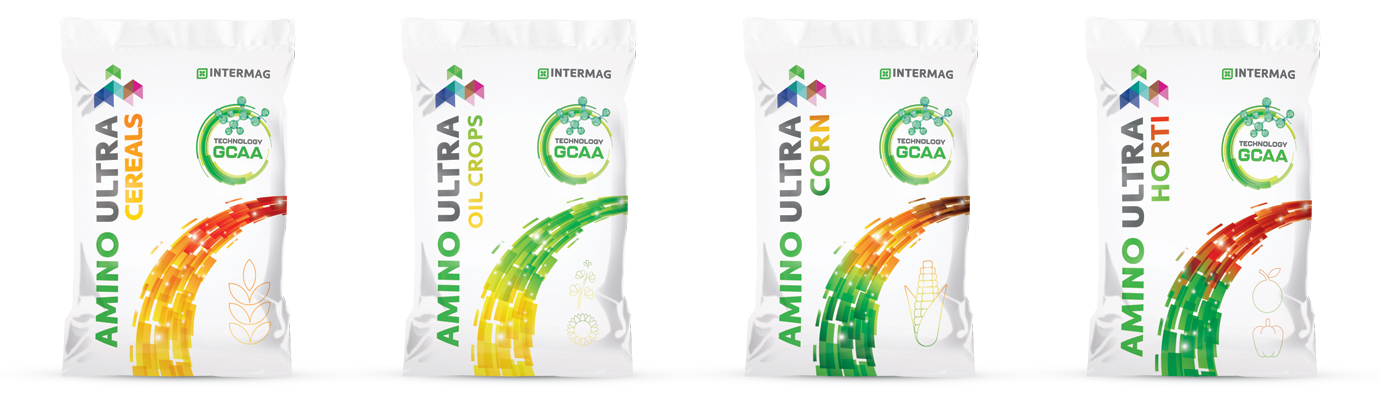 INTERMAG
TECHNOLOGY
GCAA
AMINO ULTRA
CEREALS
INTERMAG
TECHNOLOGY
GCAA
AMINO ULTRA
OIL CROPS
INTERMAG
TECHNOLOGY
GCAA
AMINO ULTRA
CORN
INTERMAG
TECHNOLOGY
GCAA
AMINO ULTRA
HORTI